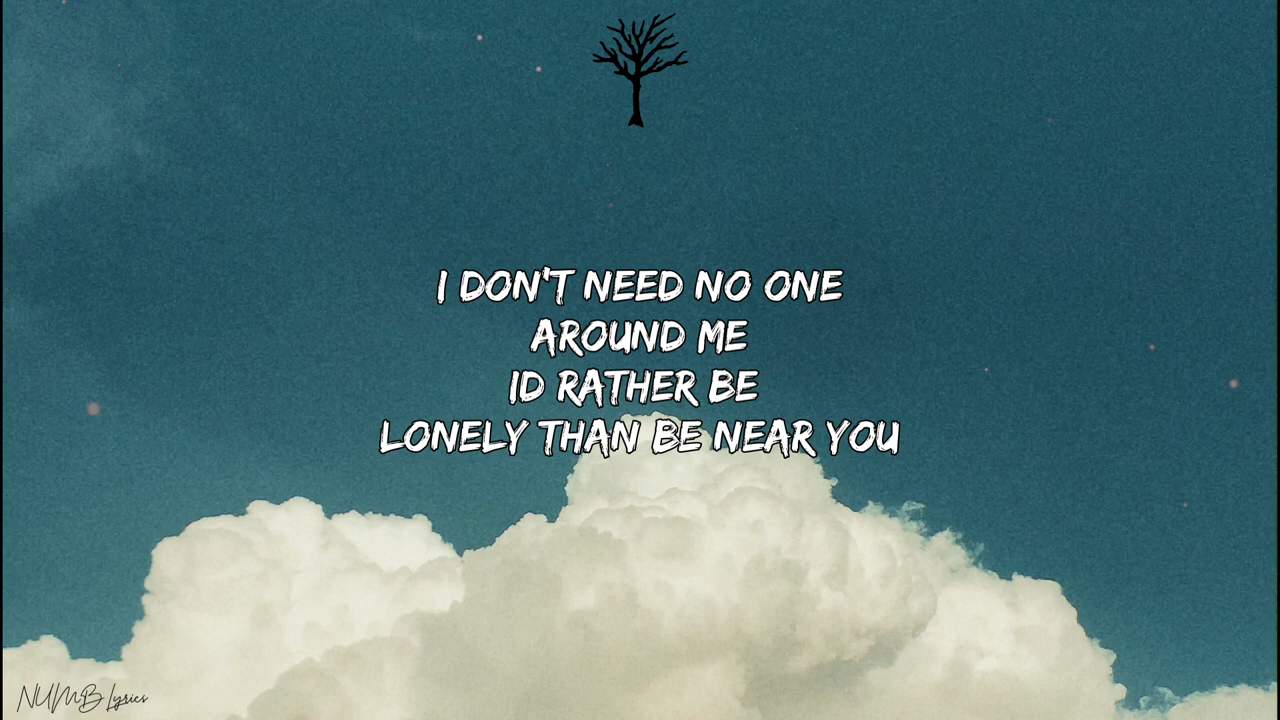 I DON'T NEED NO ONE
AROUND ME
ID RATHER BE
LONELY THAN BE NEAR YOU
NUMB Lyrics